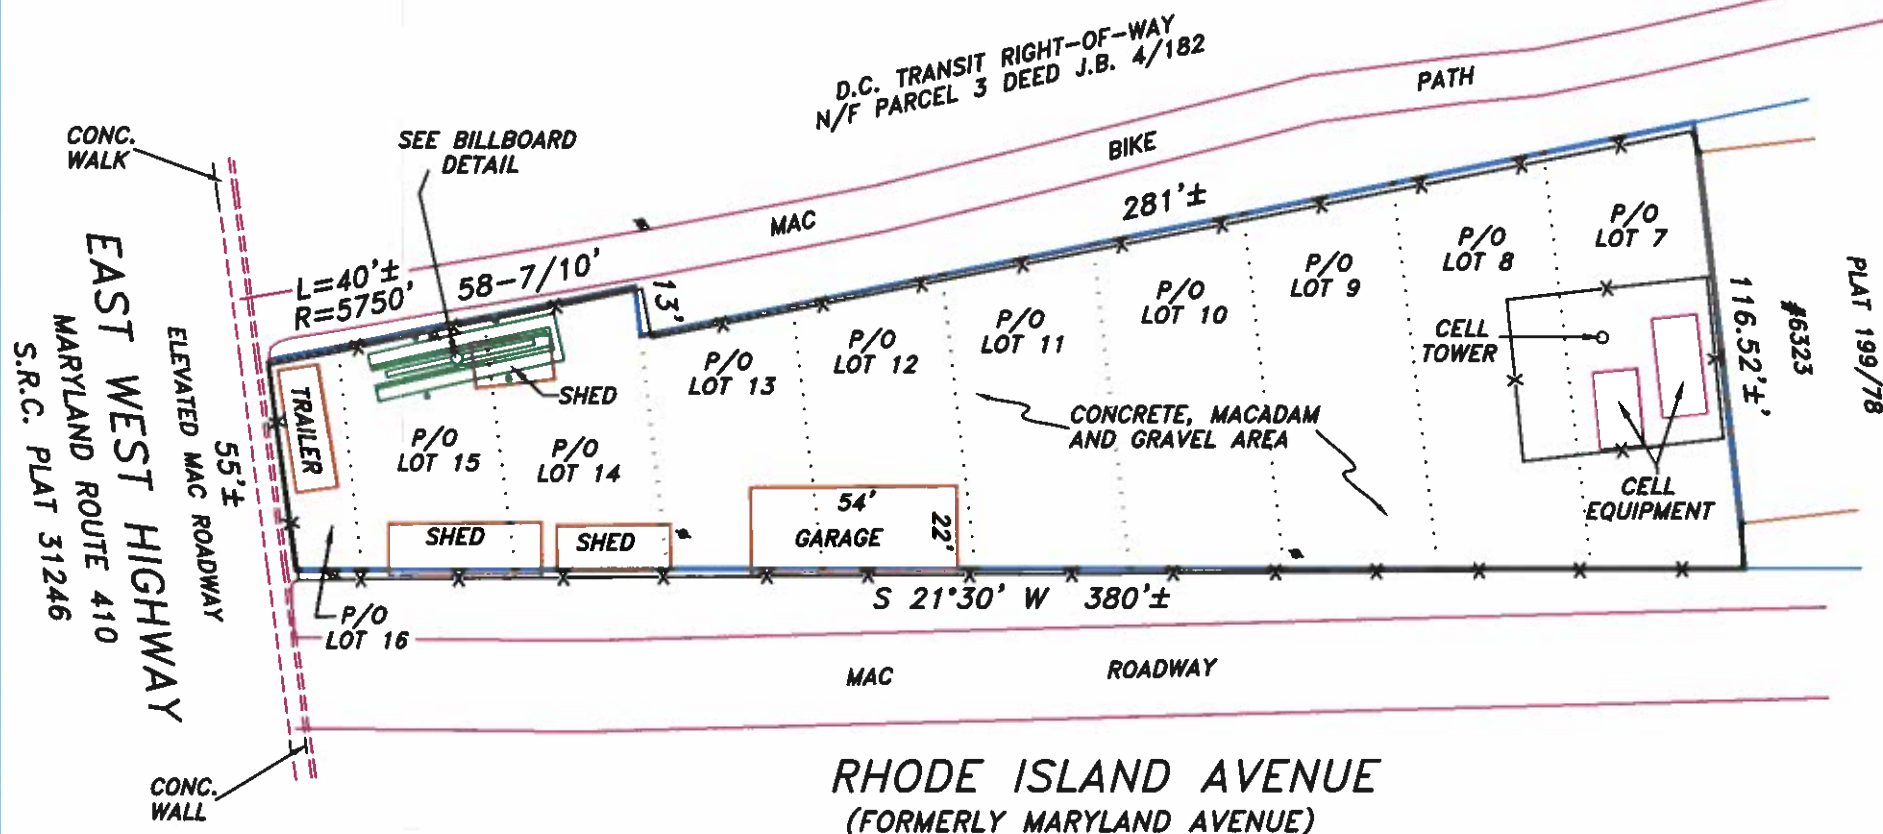 D.C. TRANSIT RIGHT-OF-WAY
N/F PARCEL 3 DEED J.B. 4/182
CONC.
WALK
SEE BILLBOARD
DETAIL
MAC
BIKE
PATH
L=40'±
R=5750'
58-7/10'
13'
281'±
EAST WEST HIGHWAY
MARYLAND ROUTE 410
S.R.C. PLAT 31246
ELEVATED MAC ROADWAY
55'±
TRAILER
SHED
P/O
LOT 15
P/O
LOT 14
P/O
LOT 13
P/O
LOT 12
P/O
LOT 11
P/O
LOT 10
P/O
LOT 9
P/O
LOT 8
P/O
LOT 7
CELL
TOWER
116.52'±'
#6323
PLAT 199/78
CONCRETE, MACADAM
AND GRAVEL AREA
CELL
EQUIPMENT
SHED
SHED
54'
GARAGE
22'
S 21°30' W 380'±
P/O
LOT 16
MAC ROADWAY
CONC.
WALL
RHODE ISLAND AVENUE
(FORMERLY MARYLAND AVENUE)